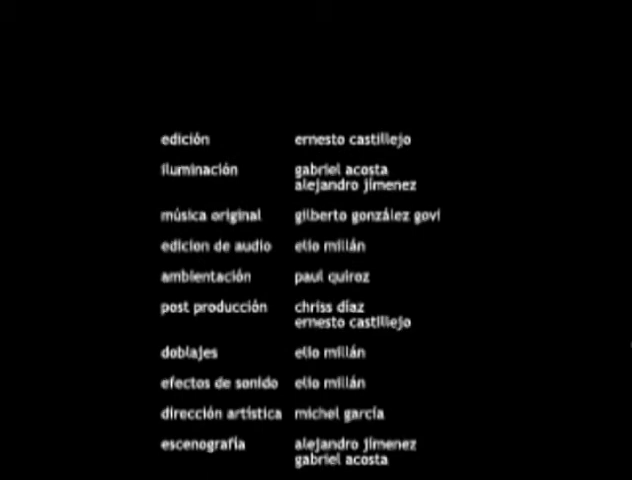 edición ernesto castillejo
iluminación gabriel acosta
alejandro jimenez
música original gilberto gonzález govi
edicion de audio elio millán
ambientación paul quiroz
post producción chriss díaz
ernesto castillejo
doblajes elio millán
efectos de sonido elio millán
dirección artística michel garcía
escenografía alejandro jimenez
gabriel acosta